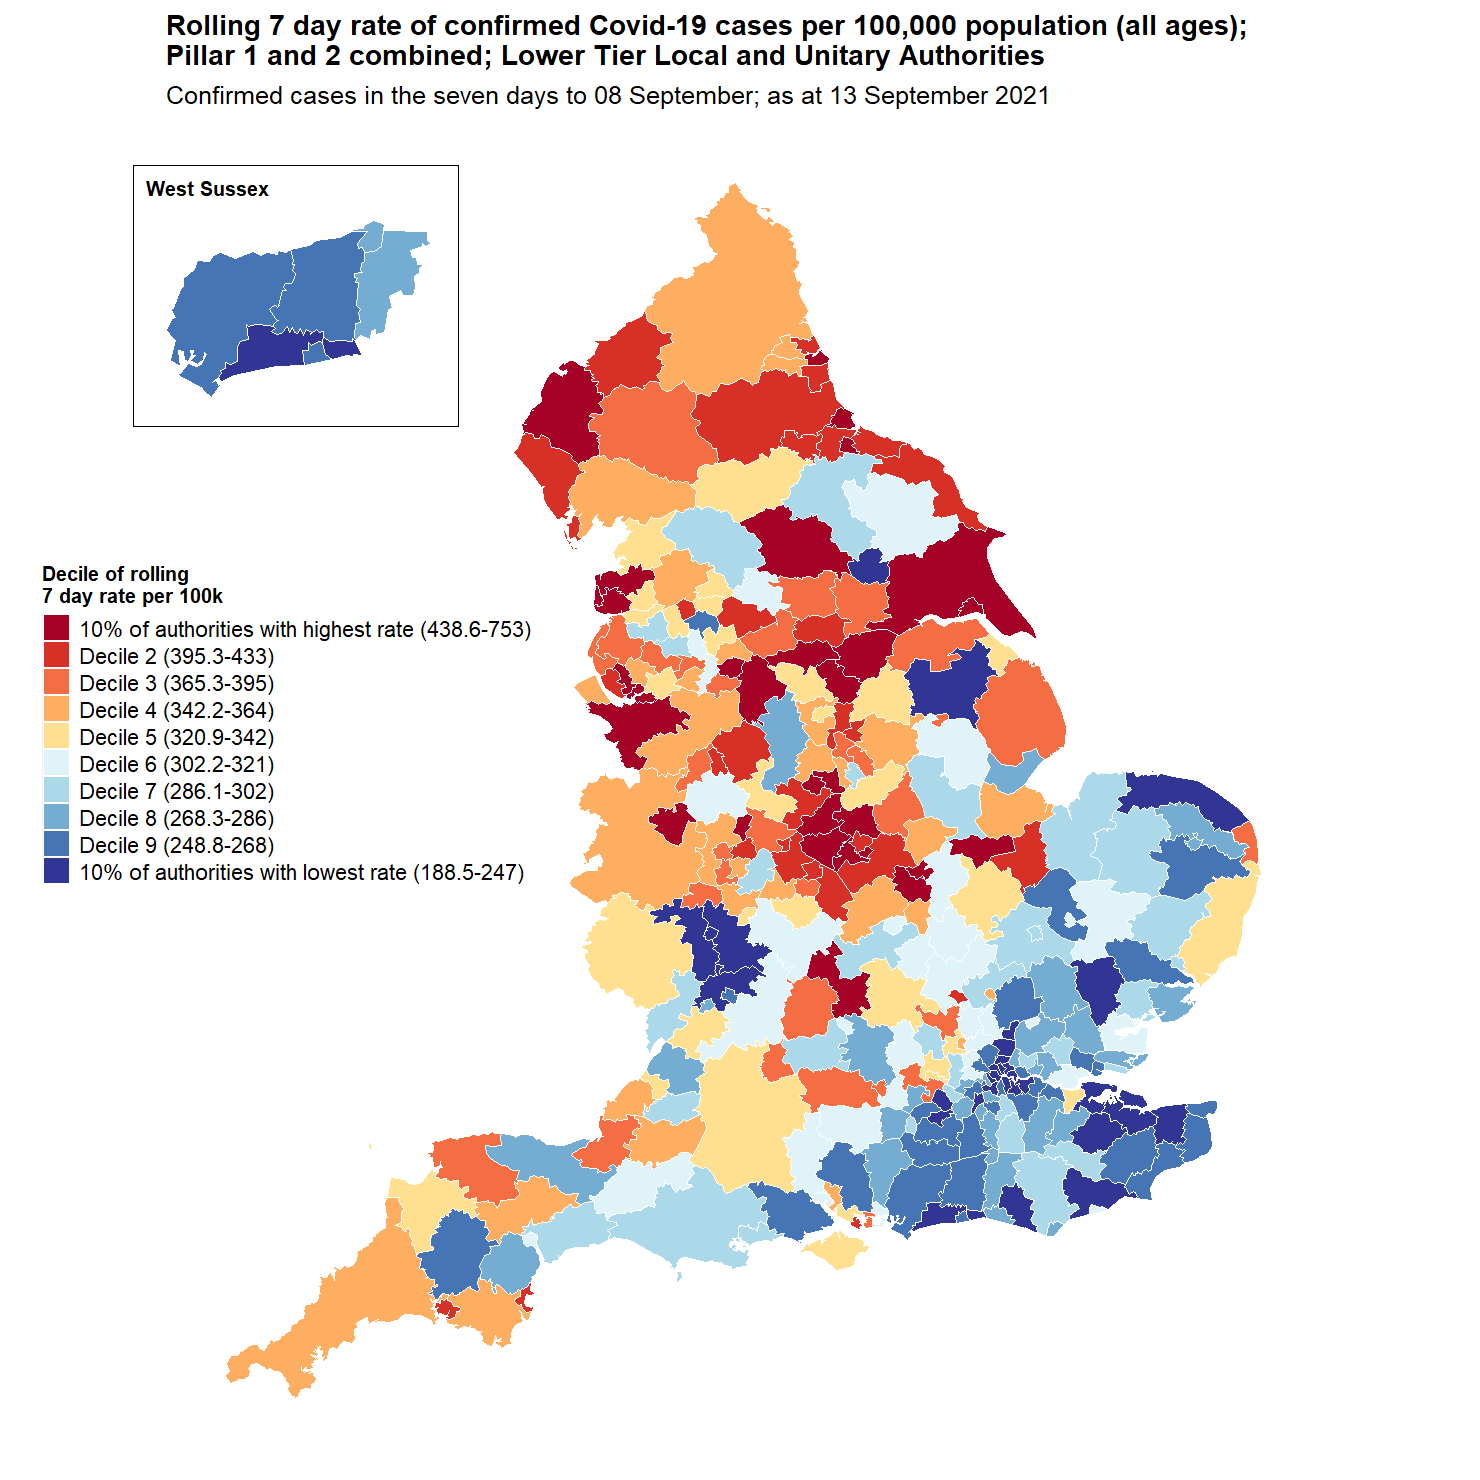 Rolling 7 day rate of confirmed Covid-19 cases per 100,000 population (all ages);
Pillar 1 and 2 combined; Lower Tier Local and Unitary Authorities
Confirmed cases in the seven days to 08 September; as at 13 September 2021
West Sussex
Decile of rolling
7 day rate per 100k
10% of authorities with highest rate (438.6-753)
Decile 2 (395.3-433)
Decile 3 (365.3-395)
Decile 4 (342.2-364)
Decile 5 (320.9-342)
Decile 6 (302.2-321)
Decile 7 (286.1-302)
Decile 8 (268.3-286)
Decile 9 (248.8-268)
10% of authorities with lowest rate (188.5-247)